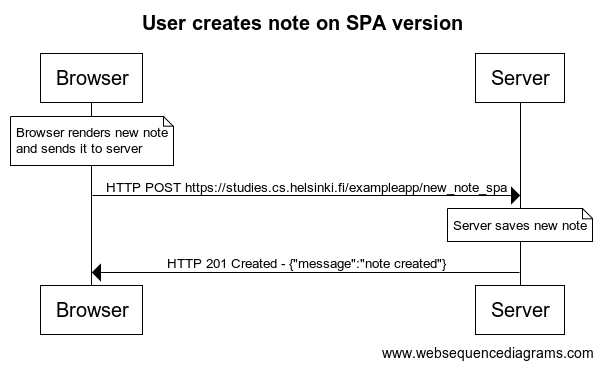 User creates note on SPA version
Browser
Server
Browser renders new note
and sends it to server
HTTP POST https://studies.cs.helsinki.fi/exampleapp/new_note_spa
Server saves new note
HTTP 201 Created - {"message":"note created"}
Browser
Server
www.websequencediagrams.com